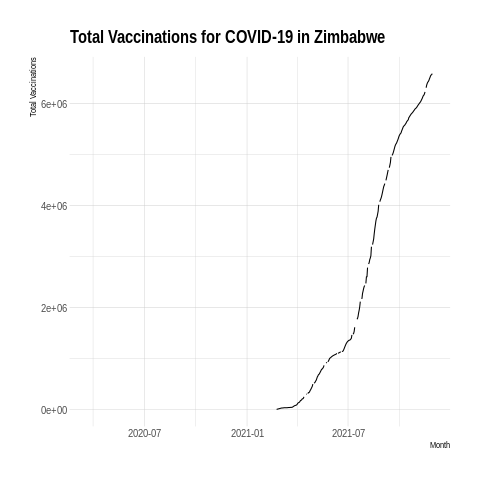 Total Vaccinations for COVID-19 in Zimbabwe
Total Vaccinations
6e+06
4e+06
2e+06
0e+00
2020-07 2021-01 2021-07
Month